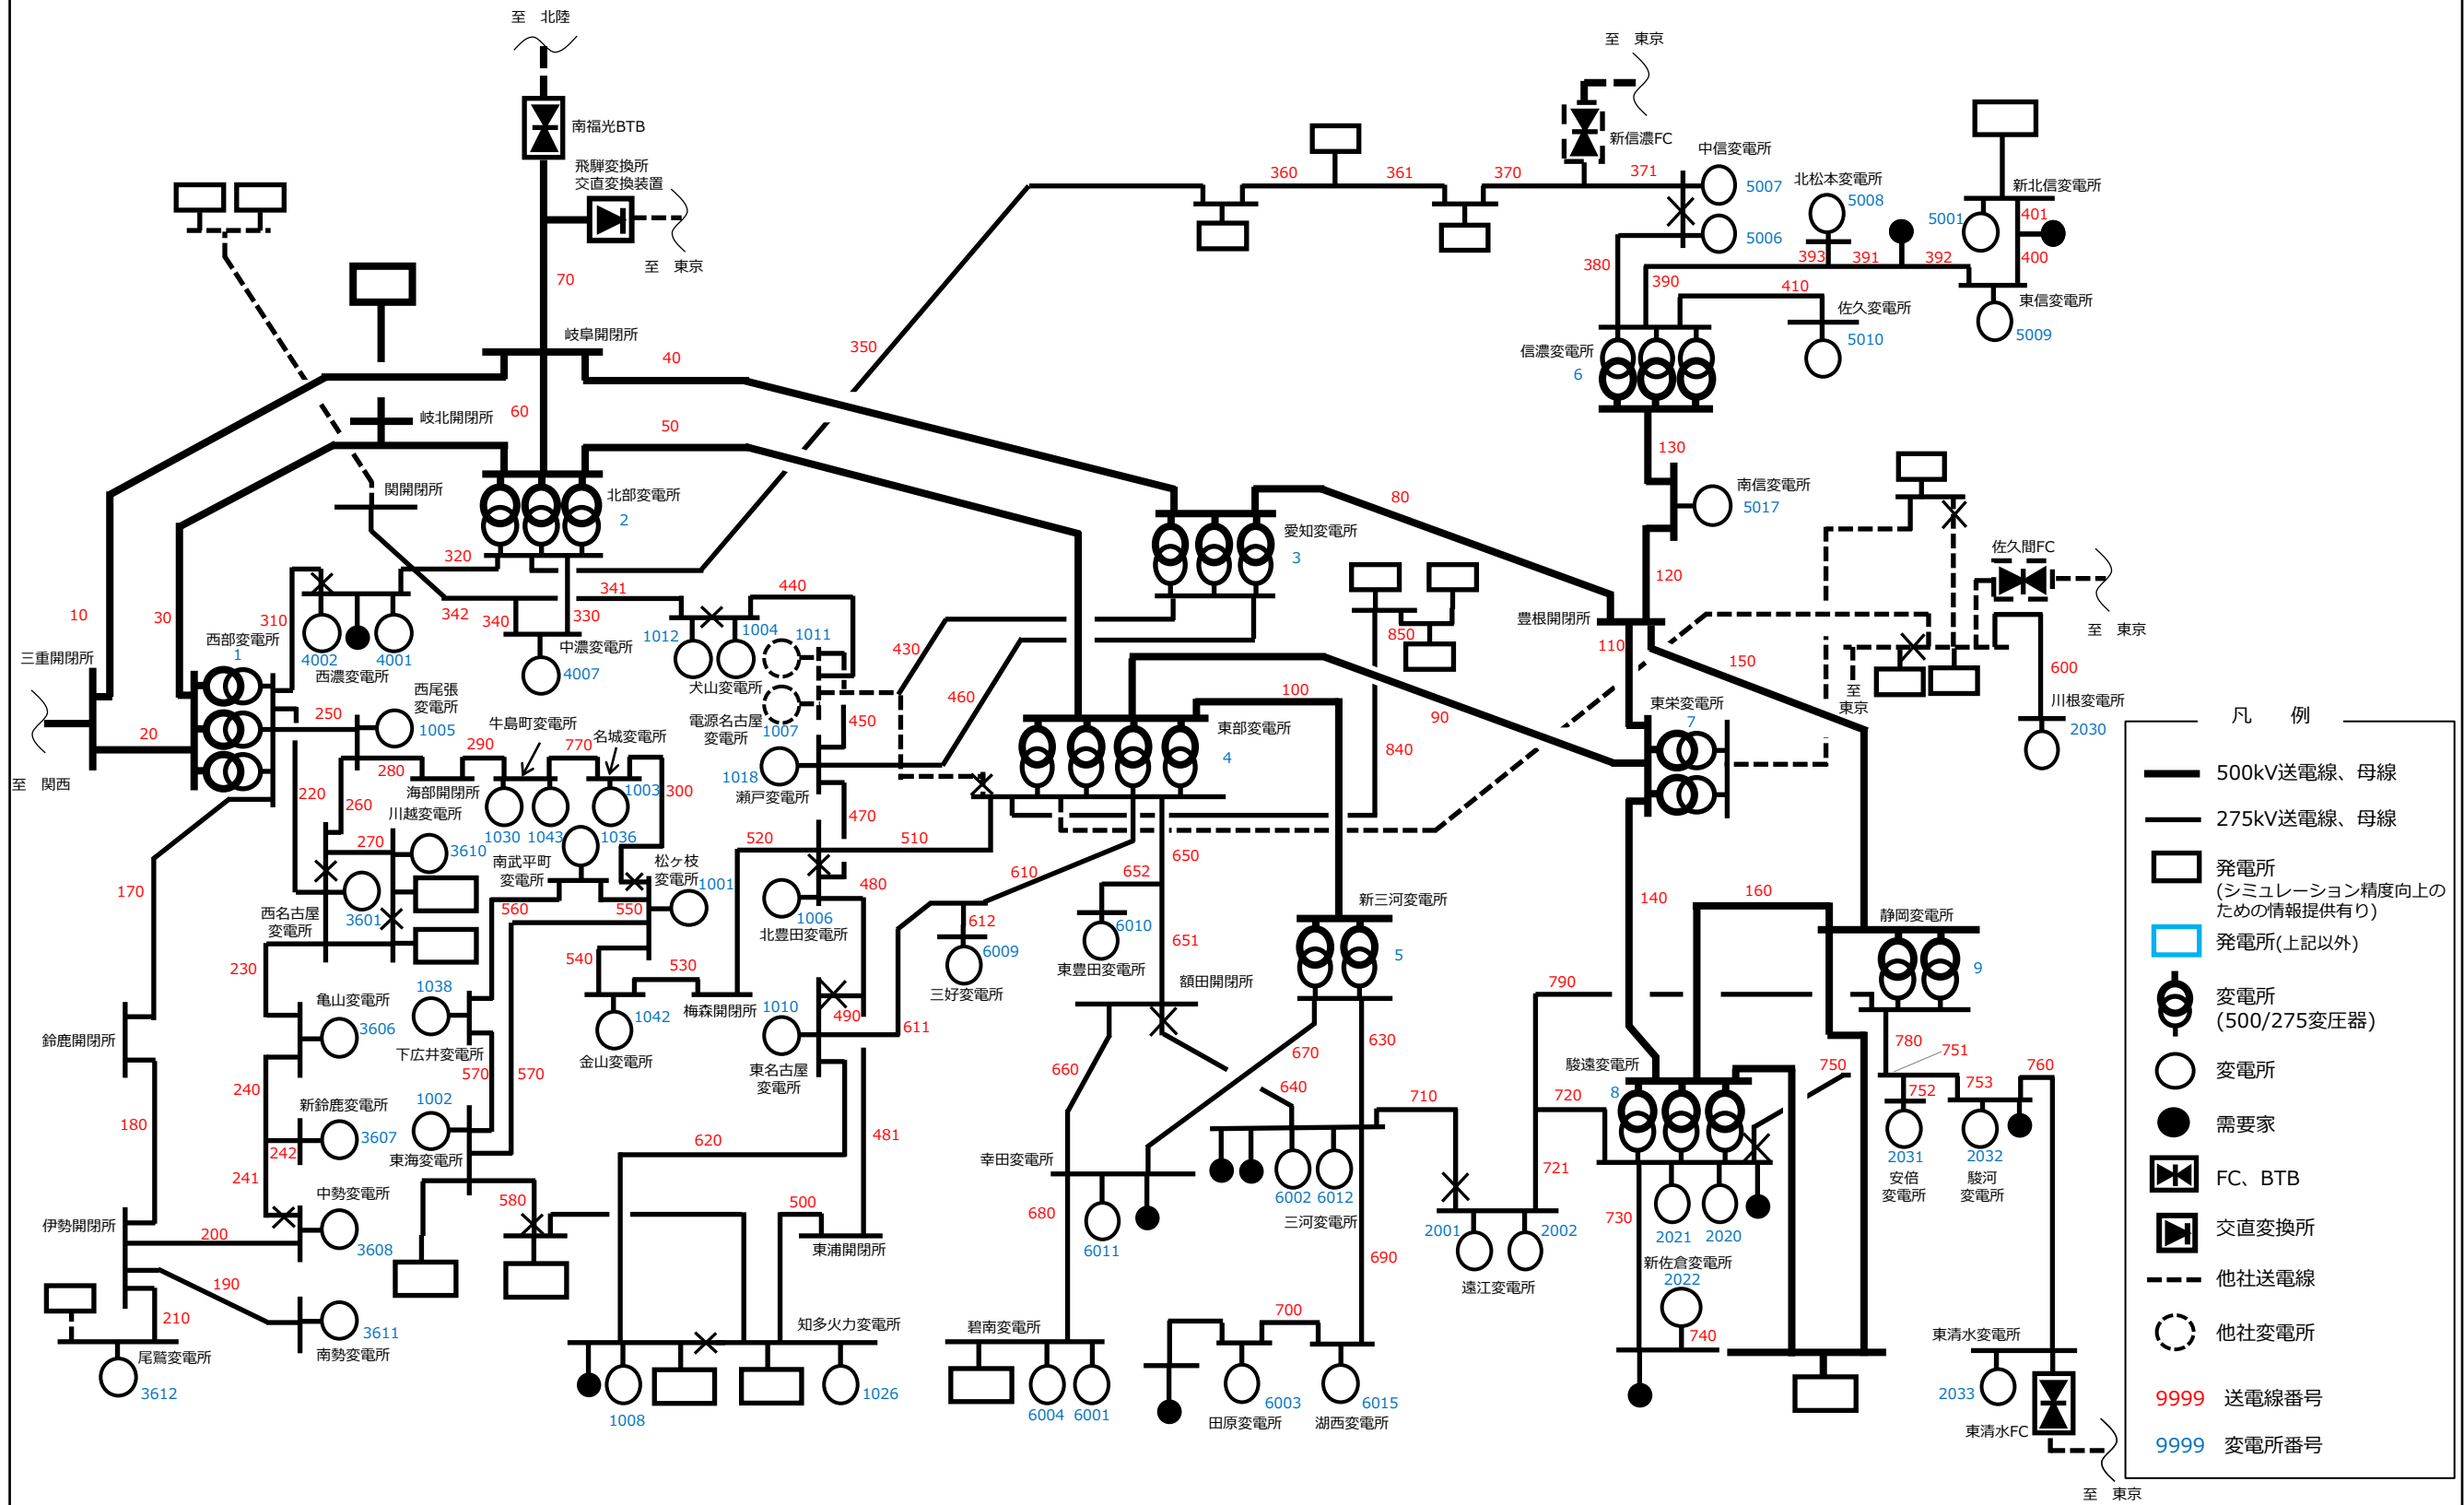 至　北陸
至　東京
南福光BTB
新信濃FC
飛騨変換所
交直変換装置
至　東京
70
360
361
370
371
中信変電所
5007
5006
北松本変電所
5008
新北信変電所
5001
401
400
380
390
393
391
392
410
東信変電所
5009
佐久変電所
5010
信濃変電所
6
岐阜開閉所
40
350
60
50
岐北開閉所
関開閉所
北部変電所
2
130
南信変電所
5017
80
愛知変電所
3
120
佐久間FC
至　東京
320
341
440
342
340
330
310
10
30
西部変電所
1
三重開閉所
4002
4001
西濃変電所
中濃変電所
4007
1012
1004
犬山変電所
1011
電源名古屋
変電所
1007
430
460
450
850
豊根開閉所
110
150
600
至
東京
川根変電所
2030
西尾張
変電所
1005
250
20
至　関西
280
290
牛島町変電所
770
名城変電所
1003
300
海部開閉所
1030
1043
1036
1018
瀬戸変電所
100
90
東部変電所
4
840
東栄変電所
7
220
260
川越変電所
270
3610
南武平町
変電所
松ヶ枝
変電所
1001
470
520
510
610
652
650
170
3601
西名古屋
変電所
560
550
480
1006
北豊田変電所
612
6009
三好変電所
6010
東豊田変電所
651
新三河変電所
5
140
160
静岡変電所
9
230
540
530
梅森開閉所
亀山変電所
3606
1038
下広井変電所
1042
金山変電所
1010
490
611
東名古屋
変電所
額田開閉所
790
鈴鹿開閉所
240
570
570
660
670
630
640
780
751
750
752
753
760
180
新鈴鹿変電所
3607
242
241
1002
東海変電所
620
481
幸田変電所
710
720
駿遠変電所
8
721
2031
安倍
変電所
2032
駿河
変電所
中勢変電所
3608
580
500
東浦開閉所
680
6011
6002
6012
三河変電所
2001
2002
遠江変電所
730
2021
2020
新佐倉変電所
2022
伊勢開閉所
200
190
210
3611
南勢変電所
尾鷲変電所
3612
知多火力変電所
1008
1026
碧南変電所
6004
6001
690
700
6003
田原変電所
6015
湖西変電所
740
東清水変電所
2033
東清水FC
至　東京
凡　例
500kV送電線、母線
275kV送電線、母線
発電所
(シミュレーション精度向上の
ための情報提供有り)
発電所(上記以外)
変電所
(500/275変圧器)
変電所
需要家
FC、BTB
交直変換所
他社送電線
他社変電所
9999 送電線番号
9999 変電所番号